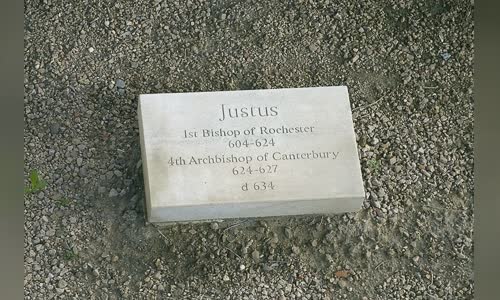 Justus
1st Bishop of Rochester
604-624
4th Archbishop of Canterbury
624-627
d 634